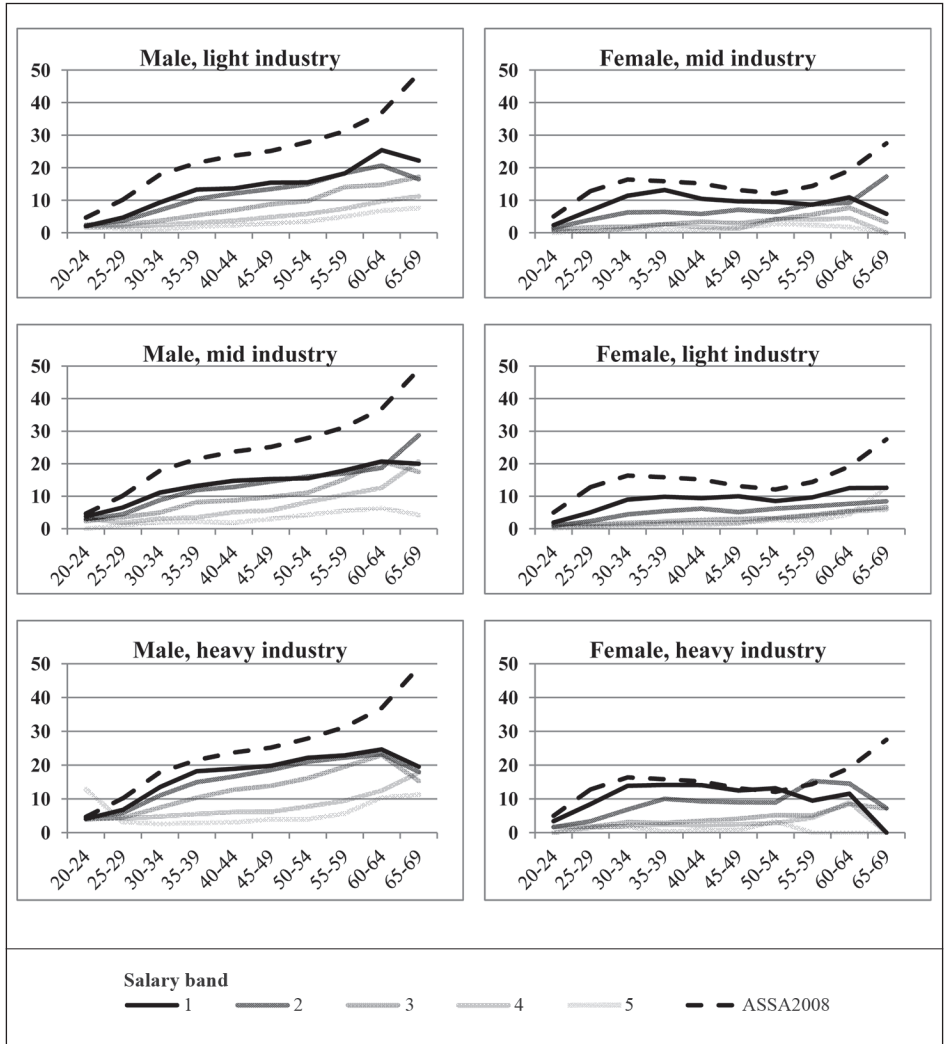 Male, light industry
50
40
30
20
10
0
20-24 25-29 30-34 35-39 40-44 45-49 50-54 55-59 60-64 65-69
Female, mid industry
50
40
30
20
10
0
20-24 25-29 30-34 35-39 40-44 45-49 50-54 55-59 60-64 65-69
Male, mid industry
50
40
30
20
10
0
20-24 25-29 30-34 35-39 40-44 45-49 50-54 55-59 60-64 65-69
Female, light industry
50
40
30
20
10
0
20-24 25-29 30-34 35-39 40-44 45-49 50-54 55-59 60-64 65-69
Male, heavy industry
50
40
30
20
10
0
20-24 25-29 30-34 35-39 40-44 45-49 50-54 55-59 60-64 65-69
Female, heavy industry
50
40
30
20
10
0
20-24 25-29 30-34 35-39 40-44 45-49 50-54 55-59 60-64 65-69
Salary band
1 2 3 4 5 ASSA2008